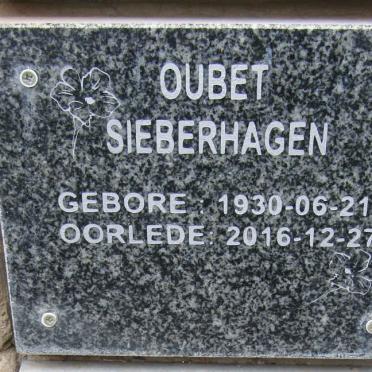 OUBET
SIEBERHAGEN
GEBORE : 1930-06-21
OORLEDE: 2016-12-27